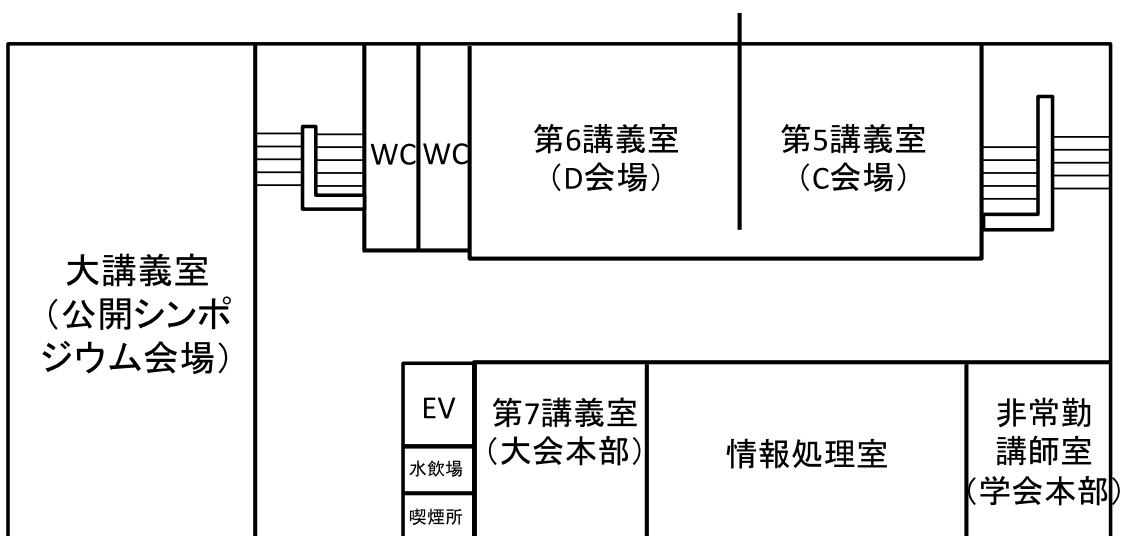 大講義室
（公開シンポ
ジウム会場）
WC
WC
第6講義室
（D会場）
第5講義室
（C会場）
EV
水飲場
喫煙所
第7講義室
（大会本部）
情報処理室
非常勤
講師室
（学会本部）